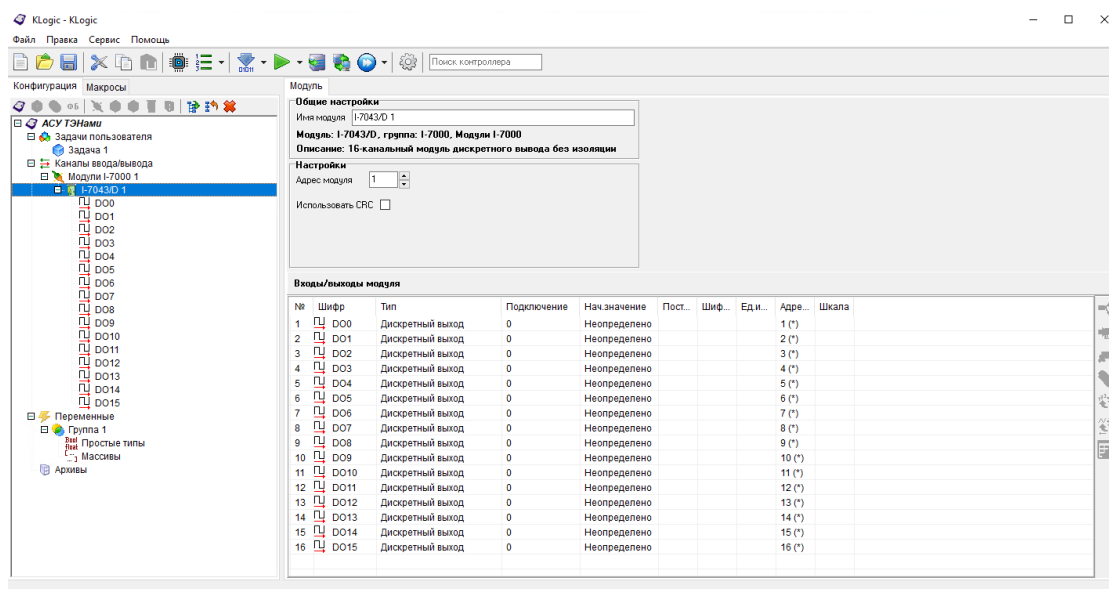 KLogic - KLogic
Файл Правка Сервис Помощь
Поиск контроллера
Конфигурация Макросы
Модуль
АСУ ТЭНами
Задачи пользователя
Задача 1
Каналы ввода/вывода
Модули I-7000 1
I-7043/D 1
DO0
DO1
DO2
DO3
DO4
DO5
DO6
DO7
DO8
DO9
DO10
DO11
DO12
DO13
DO14
DO15
Переменные
Группа 1
Простые типы
Массивы
Архивы
Общие настройки
Имя модуля I-7043/D 1
Модуль: I-7043/D, группа: I-7000, Модули I-7000
Описание: 16-канальный модуль дискретного вывода без изоляции
Настройки
Адрес модуля 1
Использовать CRC
Входы/выходы модуля
№ Шифр Тип Подключение Нач.значение Пост... Шиф... Ед.и... Адре... Шкала
1 DO0 Дискретный выход 0 Неопределено 1 (*)
2 DO1 Дискретный выход 0 Неопределено 2 (*)
3 DO2 Дискретный выход 0 Неопределено 3 (*)
4 DO3 Дискретный выход 0 Неопределено 4 (*)
5 DO4 Дискретный выход 0 Неопределено 5 (*)
6 DO5 Дискретный выход 0 Неопределено 6 (*)
7 DO6 Дискретный выход 0 Неопределено 7 (*)
8 DO7 Дискретный выход 0 Неопределено 8 (*)
9 DO8 Дискретный выход 0 Неопределено 9 (*)
10 DO9 Дискретный выход 0 Неопределено 10 (*)
11 DO10 Дискретный выход 0 Неопределено 11 (*)
12 DO11 Дискретный выход 0 Неопределено 12 (*)
13 DO12 Дискретный выход 0 Неопределено 13 (*)
14 DO13 Дискретный выход 0 Неопределено 14 (*)
15 DO14 Дискретный выход 0 Неопределено 15 (*)
16 DO15 Дискретный выход 0 Неопределено 16 (*)